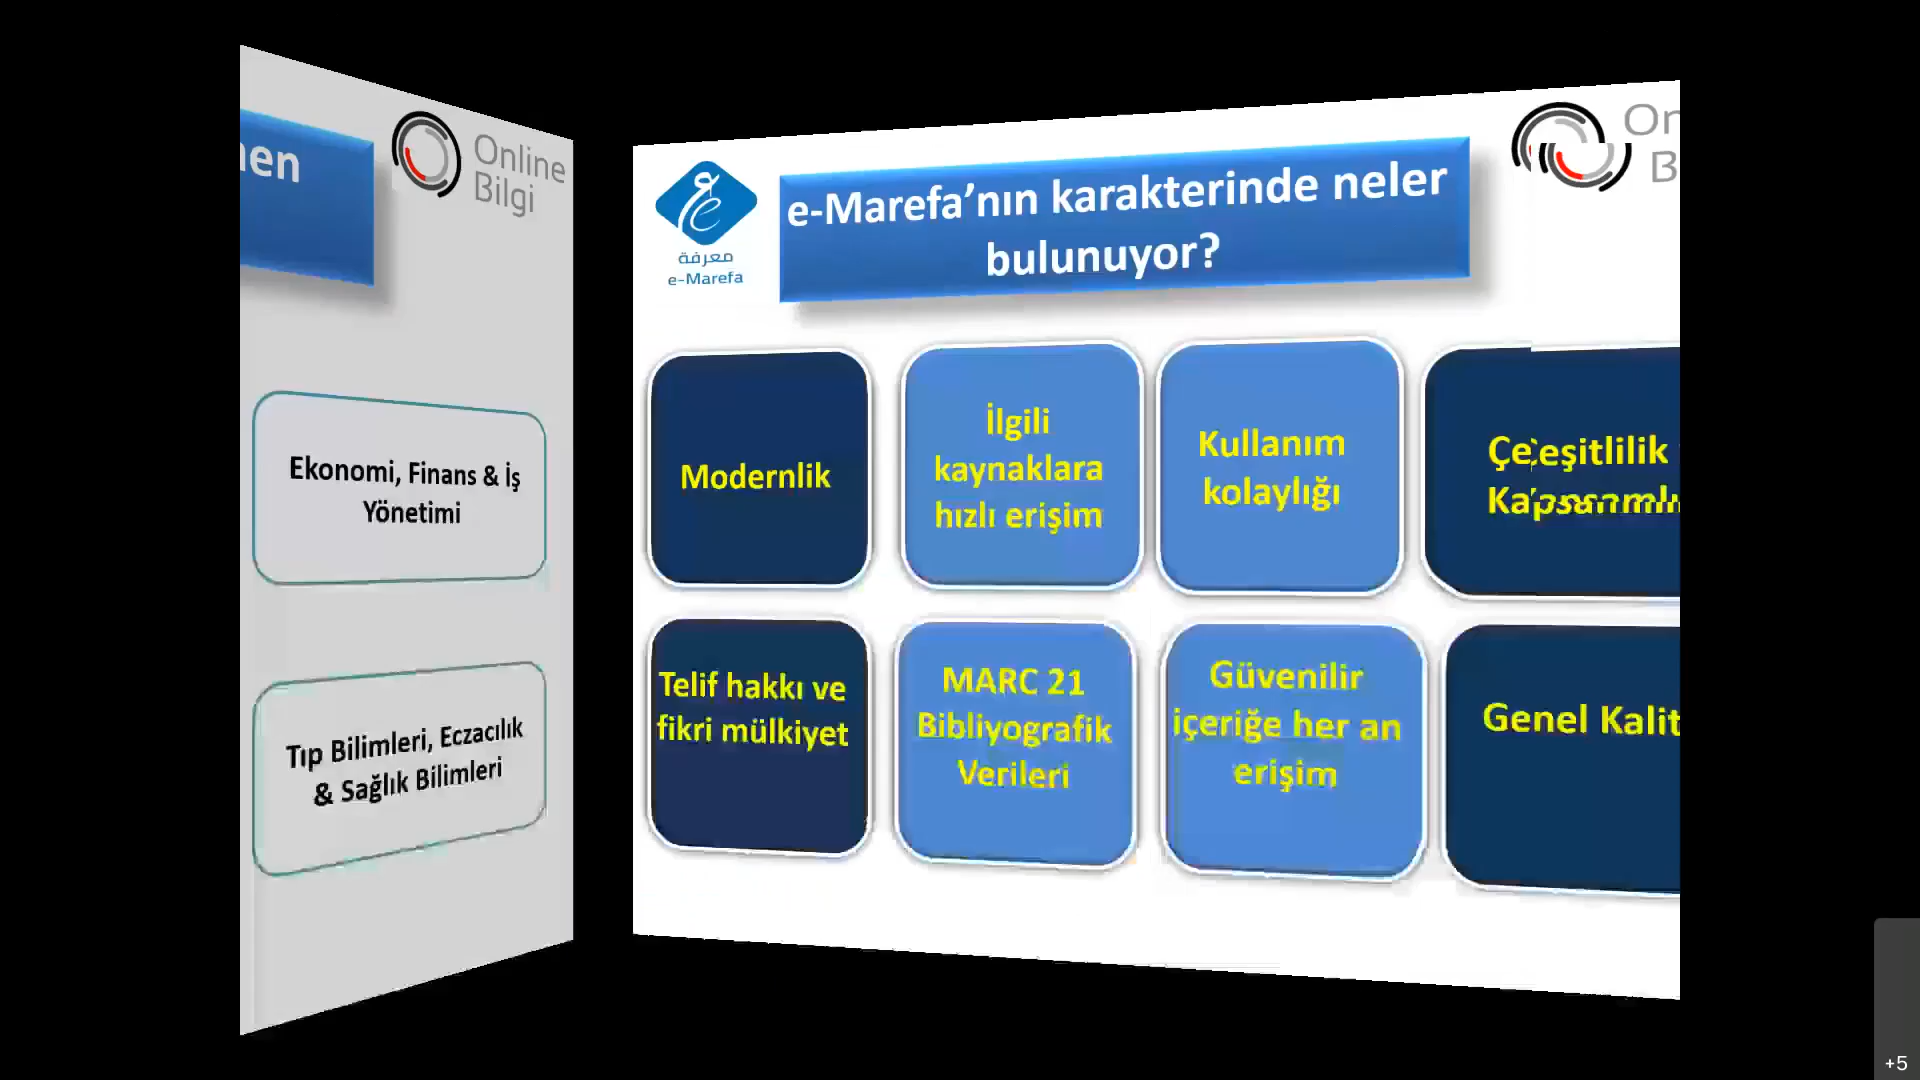 en
Online
Bilgi
Ekonomi, Finans & İş
Yönetimi
Tıp Bilimleri, Eczacılık
& Sağlık Bilimleri
معرفة
e-Marefa
e-Marefa’nın karakterinde neler
bulunuyor?
Modernlik
İlgili
kaynaklara
hızlı erişim
Kullanım
kolaylığı
Telif hakkı ve
fikri mülkiyet
MARC 21
Bibliyografik
Verileri
Güvenilir
içeriğe her an
erişim
Genel Kalit
+5